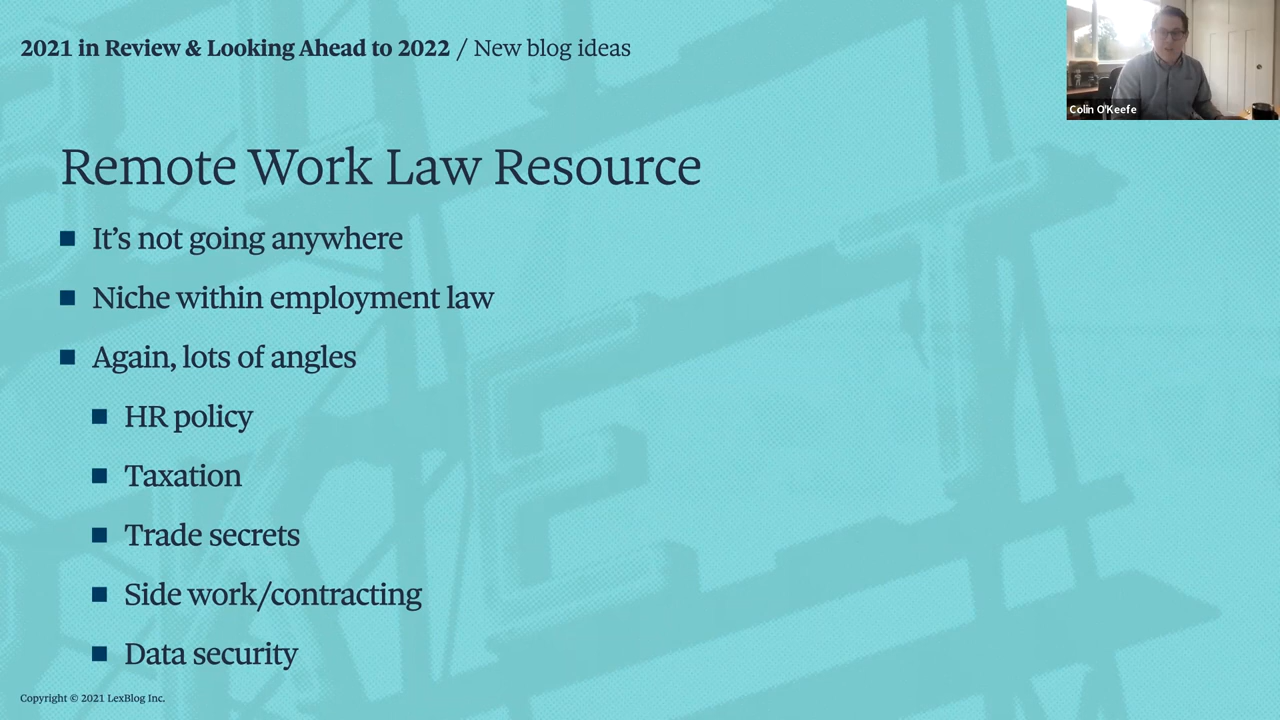 2021 in Review & Looking Ahead to 2022 / New blog ideas
Colin O'Keefe
Remote Work Law Resource
It’s not going anywhere
Niche within employment law
Again, lots of angles
HR policy
Taxation
Trade secrets
Side work/contracting
Data security
Copyright © 2021 LexBlog Inc.